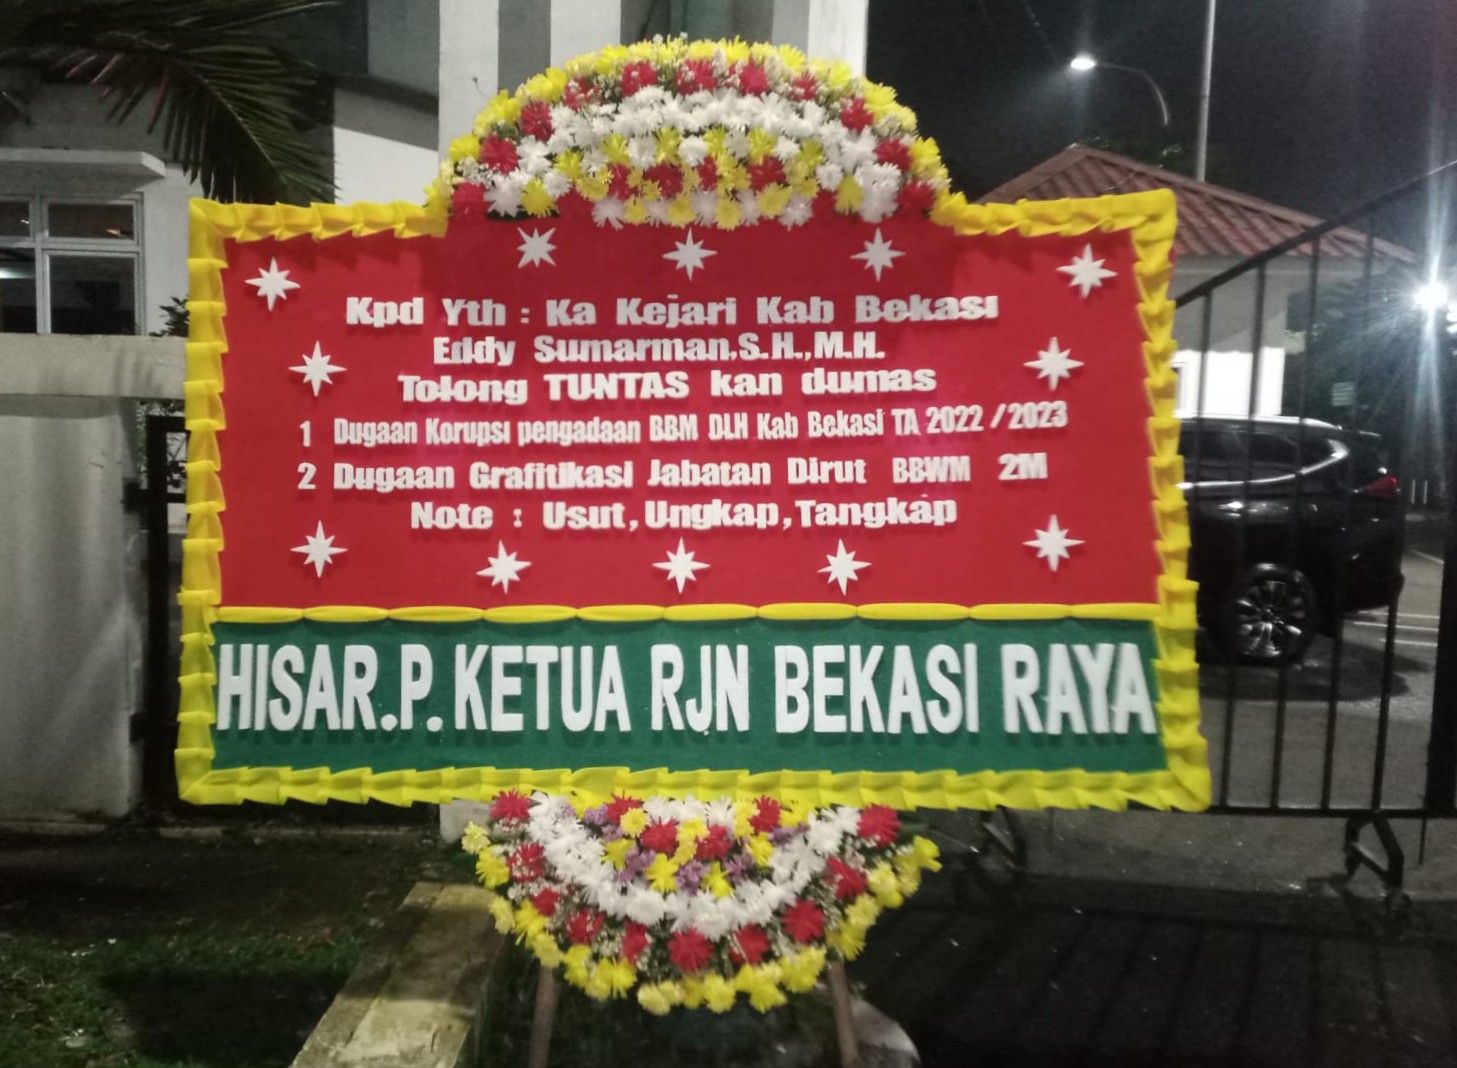 Kpd Yth : Ka Kejari Kab Bekasi
Eddy Sumarman.S.H.,M.H.
Tolong TUNTAS kan dumas
1 Dugaan Korupsi pengadaan BBM DLH Kab Bekasi TA 2022 / 2023
2 Dugaan Grafitikasi Jabatan Dirut BBWM 2M
Note : Usut, Ungkap, Tangkap
HISAR.P. KETUA RJN BEKASI RAYA